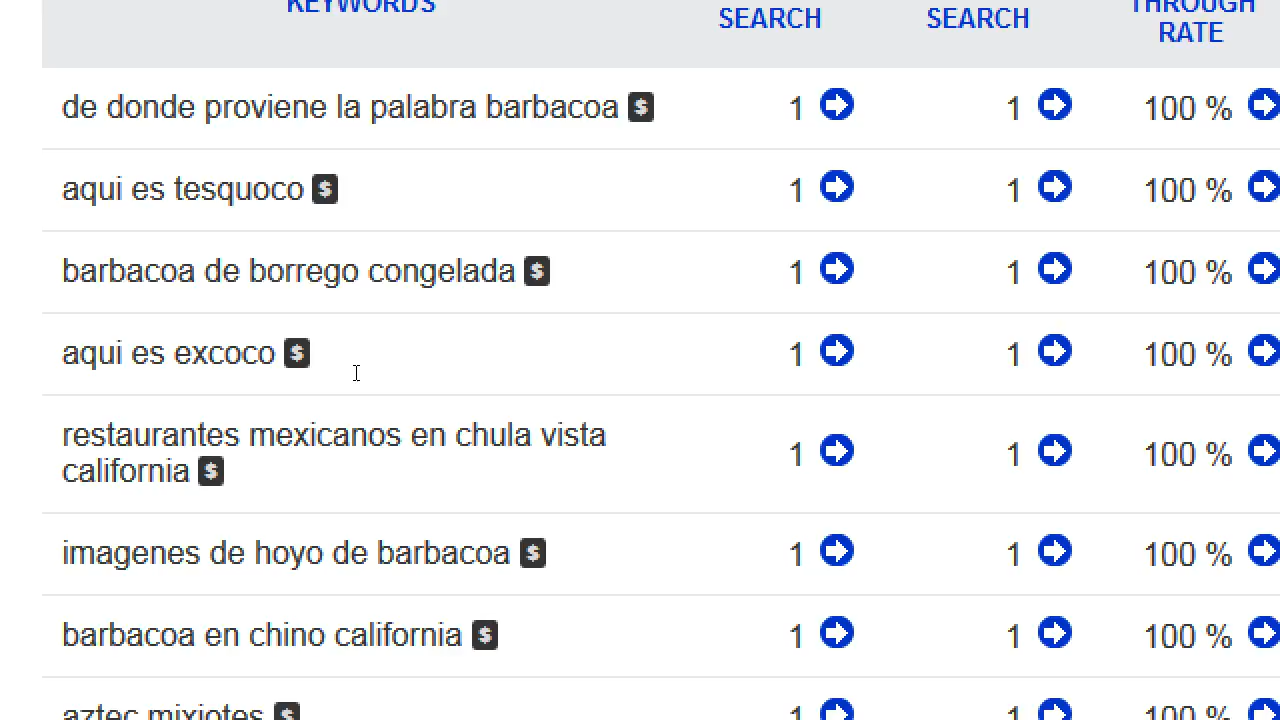 KEYWORDS
SEARCH
SEARCH
THROUGH
RATE
de donde proviene la palabra barbacoa $ 1 1 100 %
aqui es tesquoco $ 1 1 100 %
barbacoa de borrego congelada $ 1 1 100 %
aqui es excoco $ 1 1 100 %
restaurantes mexicanos en chula vista
california $ 1 1 100 %
imagenes de hoyo de barbacoa $ 1 1 100 %
barbacoa en chino california $ 1 1 100 %
aztec mixiotes $ 1 1 100 %